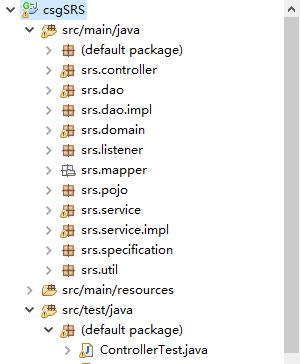 csgSRS
src/main/java
(default package)
srs.controller
srs.dao
srs.dao.impl
srs.domain
srs.listener
srs.mapper
srs.pojo
srs.service
srs.service.impl
srs.specification
srs.util
src/main/resources
src/test/java
(default package)
ControllerTest.java